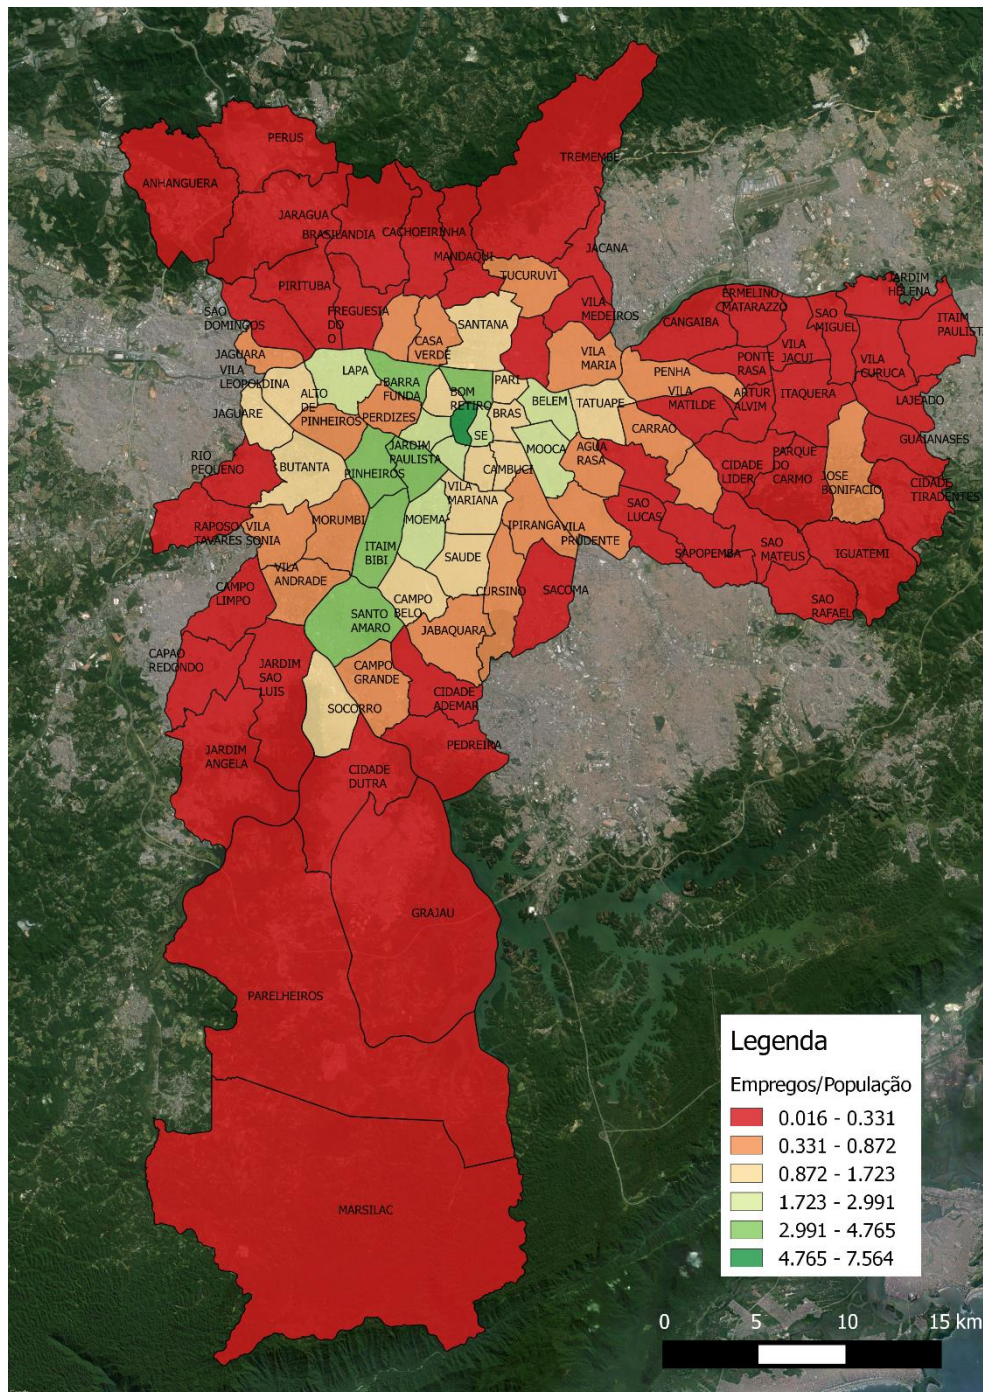 PERUS
TREMEMBE
ANHANGUERA
JARAGUA
BRASILANDIA
CACHOEIRINHA
MANDAQUI
JACANA
TUCURUVI
PIRITUBA
JARDIM
HELENA
ERMELINO
MATARAZZO
SAO
DOMINGOS
FREGUESIA
DO
O
VILA
MEDEIROS
CANGAIBA
SAO
MIGUEL
ITAIM
PAULISTA
SANTANA
CASA
VERDE
VILA
JACUI
JAGUARA
VILA
MARIA
PENHA
PONTE
RASA
VILA
CURUCA
VILA
LEOPOLDINA
LAPA
BARRA
FUNDA
PARI
BOM
RETIRO
BELEM
TATUAPE
VILA
MATILDE
ARTUR
ALVIM
ITAQUERA
LAJEADO
JAGUARE
ALTO
DE
PINHEIROS
PERDIZES
BRAS
SE
CARRAO
GUAIANASES
RIO
PEQUENO
BUTANTA
PINHEIROS
JARDIM
PAULISTA
MOOCA
AGUA
RASA
CAMBUCI
CIDADE
LIDER
PARQUE
DO
CARMO
JOSE
BONIFACIO
CIDADE
TIRADENTES
VILA
MARIANA
RAPOSO
TAVARES
VILA
SONIA
MORUMBI
MOEMA
IPIRANGA
VILA
PRUDENTE
SAO
LUCAS
ITAIM
BIBI
SAUDE
SAPOPEMBA
SAO
MATEUS
IGUATEMI
VILA
ANDRADE
CAMPO
LIMPO
CAMPO
BELO
CURSINO
SACOMA
SAO
RAFAEL
SANTO
AMARO
JABAQUARA
CAPAO
REDONDO
JARDIM
SAO
LUIS
CAMPO
GRANDE
CIDADE
ADEMAR
SOCORRO
JARDIM
ANGELA
PEDREIRA
CIDADE
DUTRA
GRAJAU
PARELHEIROS
MARSILAC
Legenda
Empregos/População
0.016 - 0.331
0.331 - 0.872
0.872 - 1.723
1.723 - 2.991
2.991 - 4.765
4.765 - 7.564
0 5 10 15 km